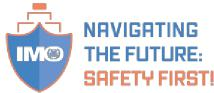 IMO
NAVIGATING
THE FUTURE:
SAFETY FIRST!